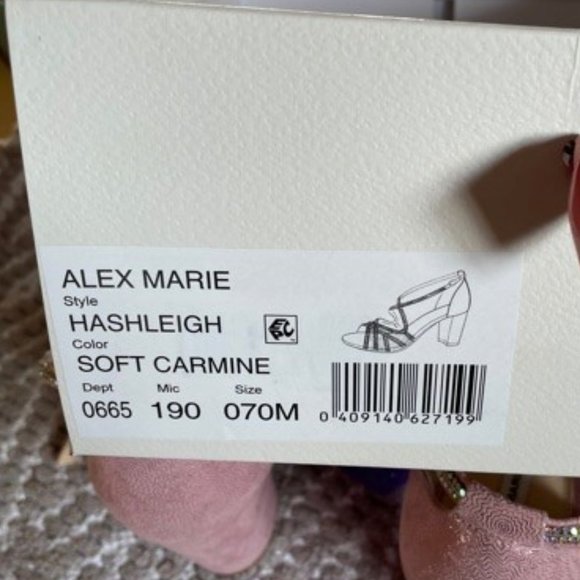 ALEX MARIE
Style
HASHLEIGH
Color
SOFT CARMINE
Dept Mic Size
0665 190 070M
0 409140 627199